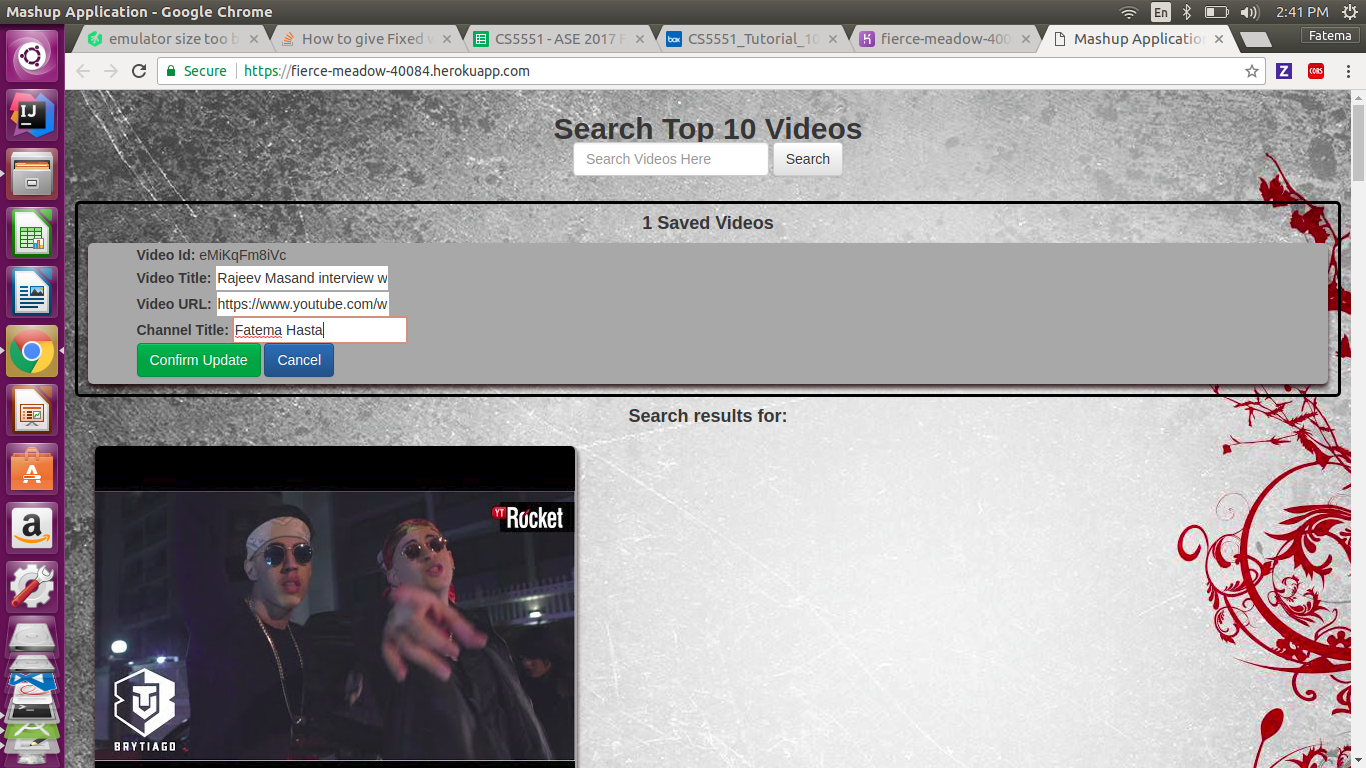 Mashup Application - Google Chrome
En
2:41 PM
emulator size too b
How to give Fixed w
CS5551 - ASE 2017 F
CS5551_Tutorial_10
fierce-meadow-400
Mashup Applicatio
Fatema
Secure
https://fierce-meadow-40084.herokuapp.com
Z
CORS
Search Top 10 Videos
Search Videos Here
Search
1 Saved Videos
Video Id: eMiKqFm8iVc
Video Title: Rajeev Masand interview w
Video URL: https://www.youtube.com/w
Channel Title: Fatema Hasta
Confirm Update
Cancel
Search results for:
YT Rocket
BRYTIAGO
IJ
a
box